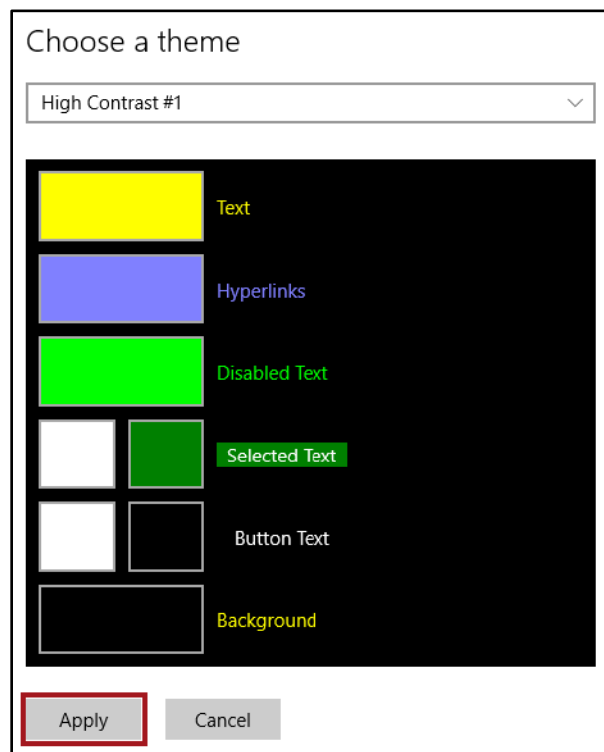 Choose a theme
High Contrast #1
Text
Hyperlinks
Disabled Text
Selected Text
Button Text
Background
Apply
Cancel